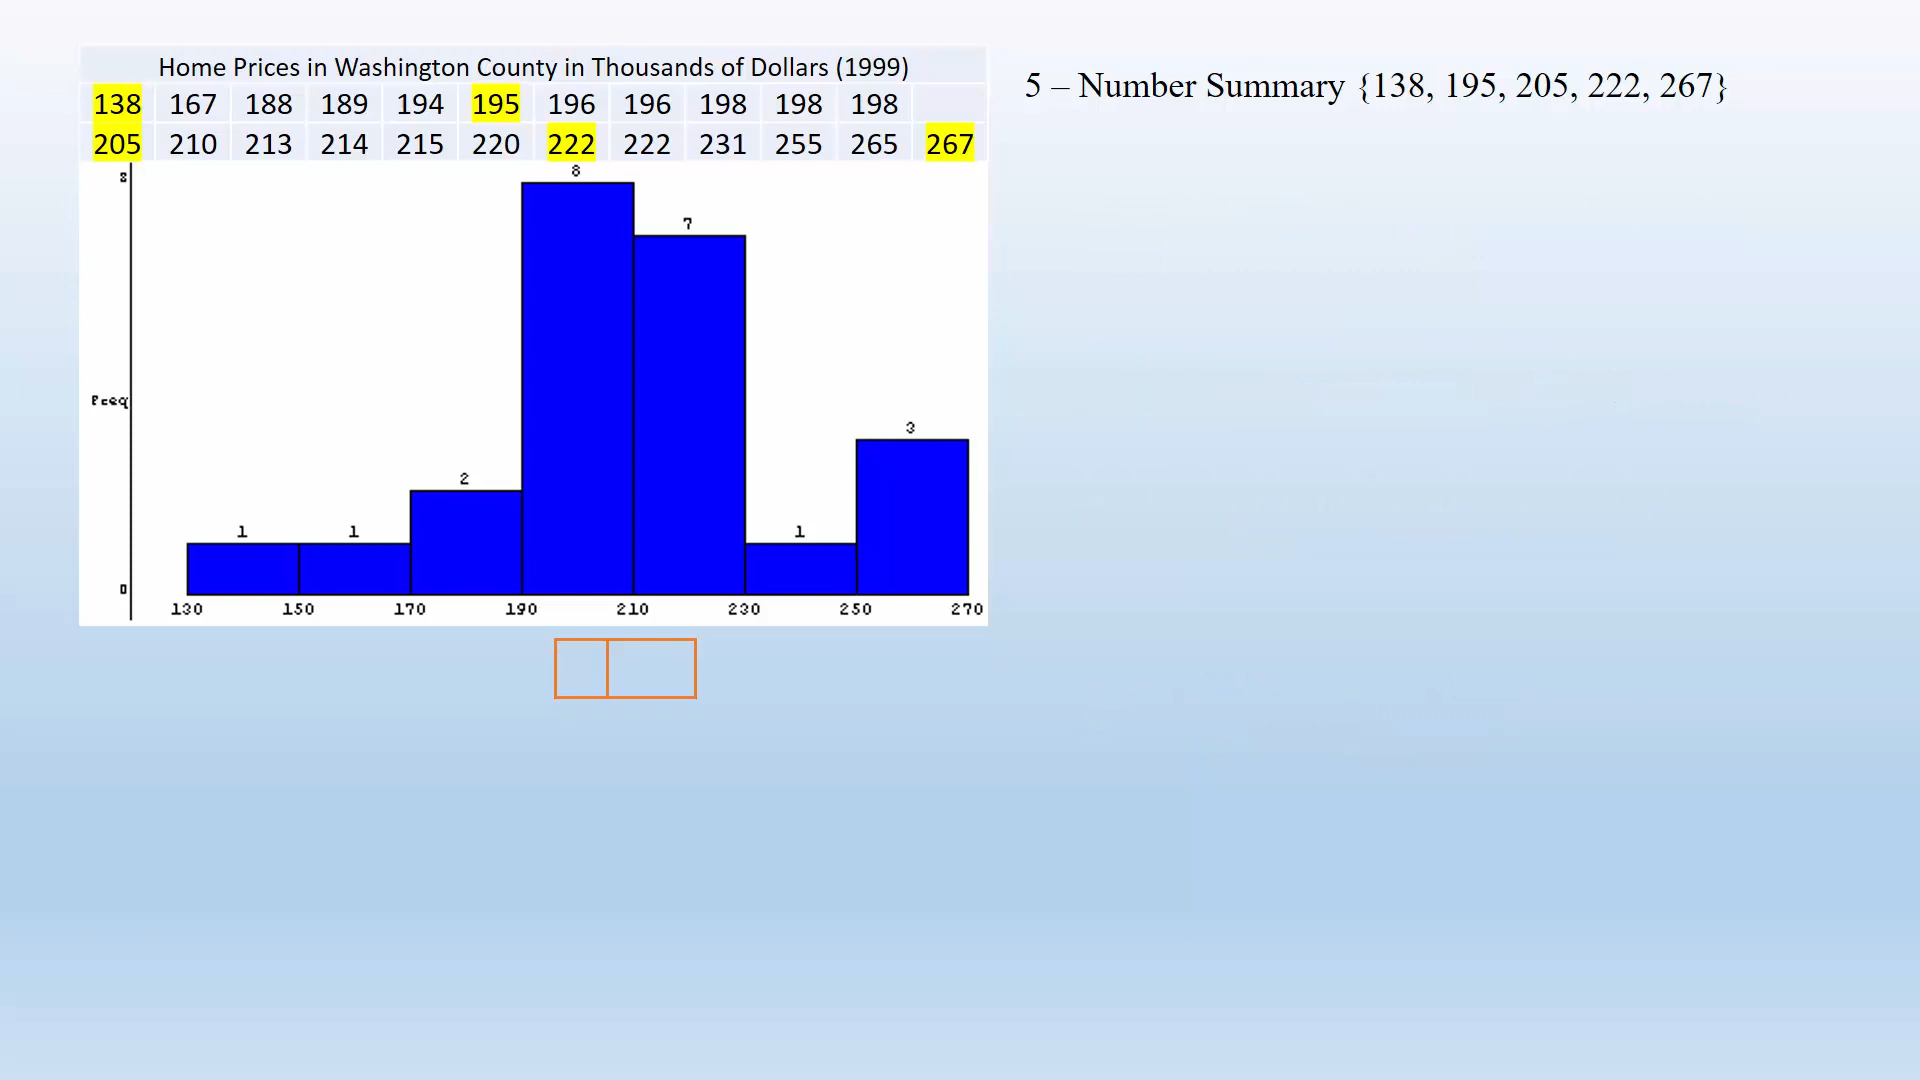 Home Prices in Washington County in Thousands of Dollars (1999)
138 167 188 189 194 195 196 196 198 198 198
205 210 213 214 215 220 222 222 231 255 265 267
5 – Number Summary {138, 195, 205, 222, 267}
8
8
7
Freq
3
2
1 1 1
0
130 150 170 190 210 230 250 270